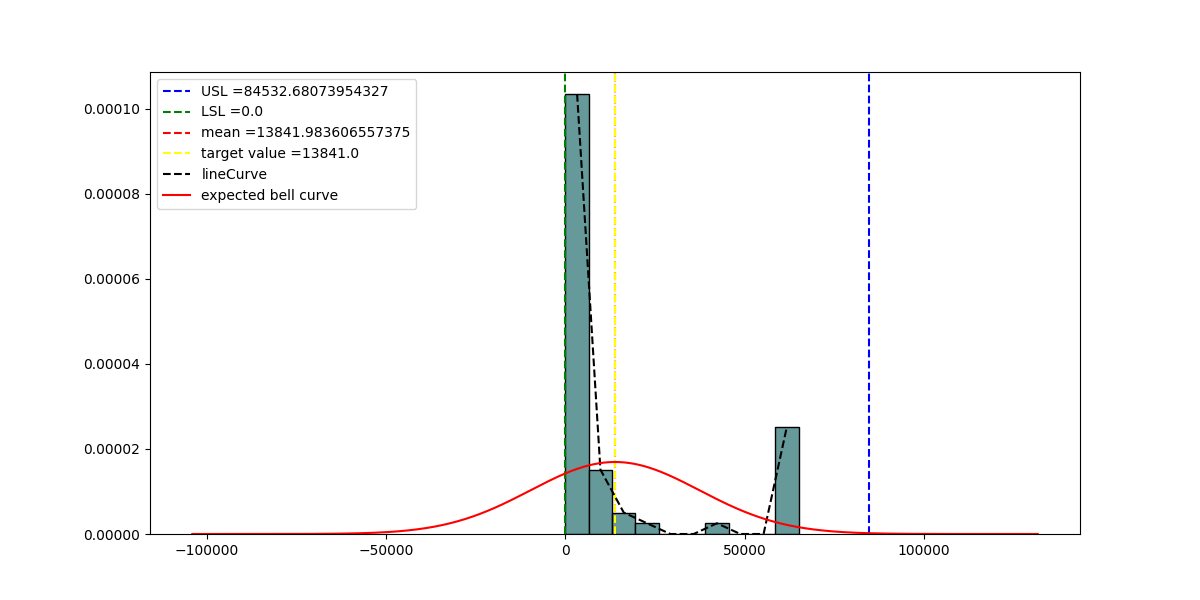 USL =84532.68073954327
LSL =0.0
mean =13841.983606557375
target value =13841.0
lineCurve
expected bell curve
0.00010
0.00008
0.00006
0.00004
0.00002
0.00000
−100000 −50000 0 50000 100000